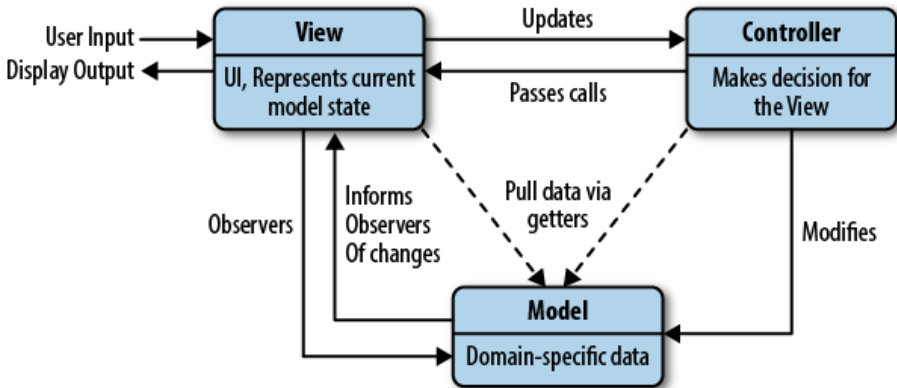 User Input
Display Output
View
UI, Represents current
model state
Updates
Passes calls
Controller
Makes decision for
the View
Observers
Informs
Observers
Of changes
Pull data via
getters
Modifies
Model
Domain-specific data